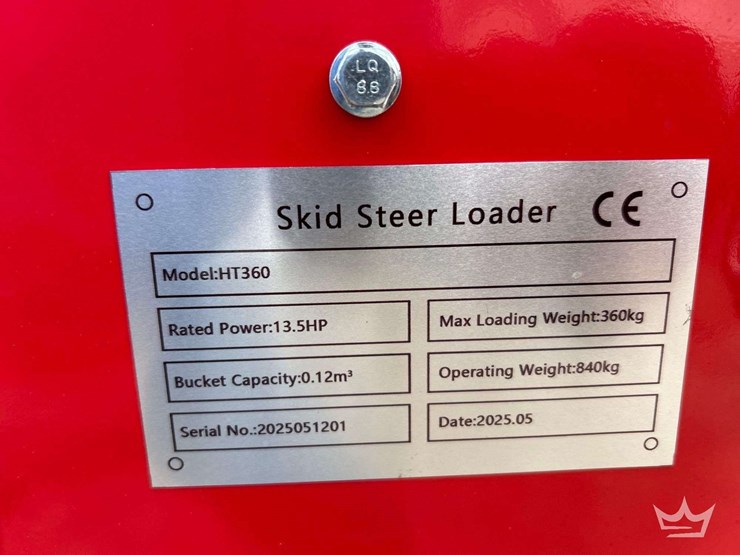 LQ
8.8
Skid Steer Loader CE
Model:HT360
Rated Power:13.5HP
Max Loading Weight:360kg
Bucket Capacity:0.12m³
Operating Weight:840kg
Serial No.:2025051201
Date:2025.05